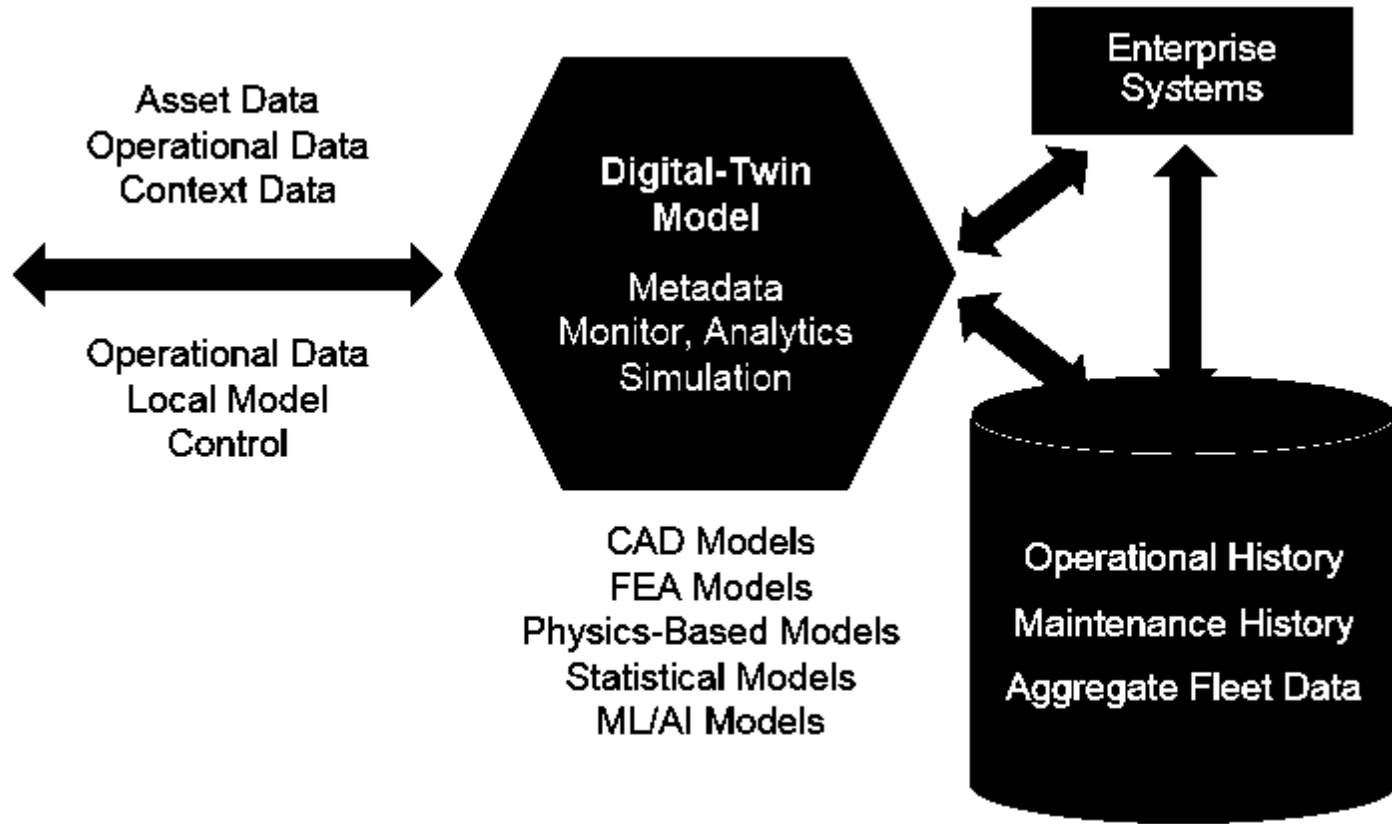 Asset Data
Operational Data
Context Data
Operational Data
Local Model
Control
Digital-Twin
Model
Metadata
Monitor, Analytics
Simulation
CAD Models
FEA Models
Physics-Based Models
Statistical Models
ML/AI Models
Enterprise
Systems
Operational History
Maintenance History
Aggregate Fleet Data